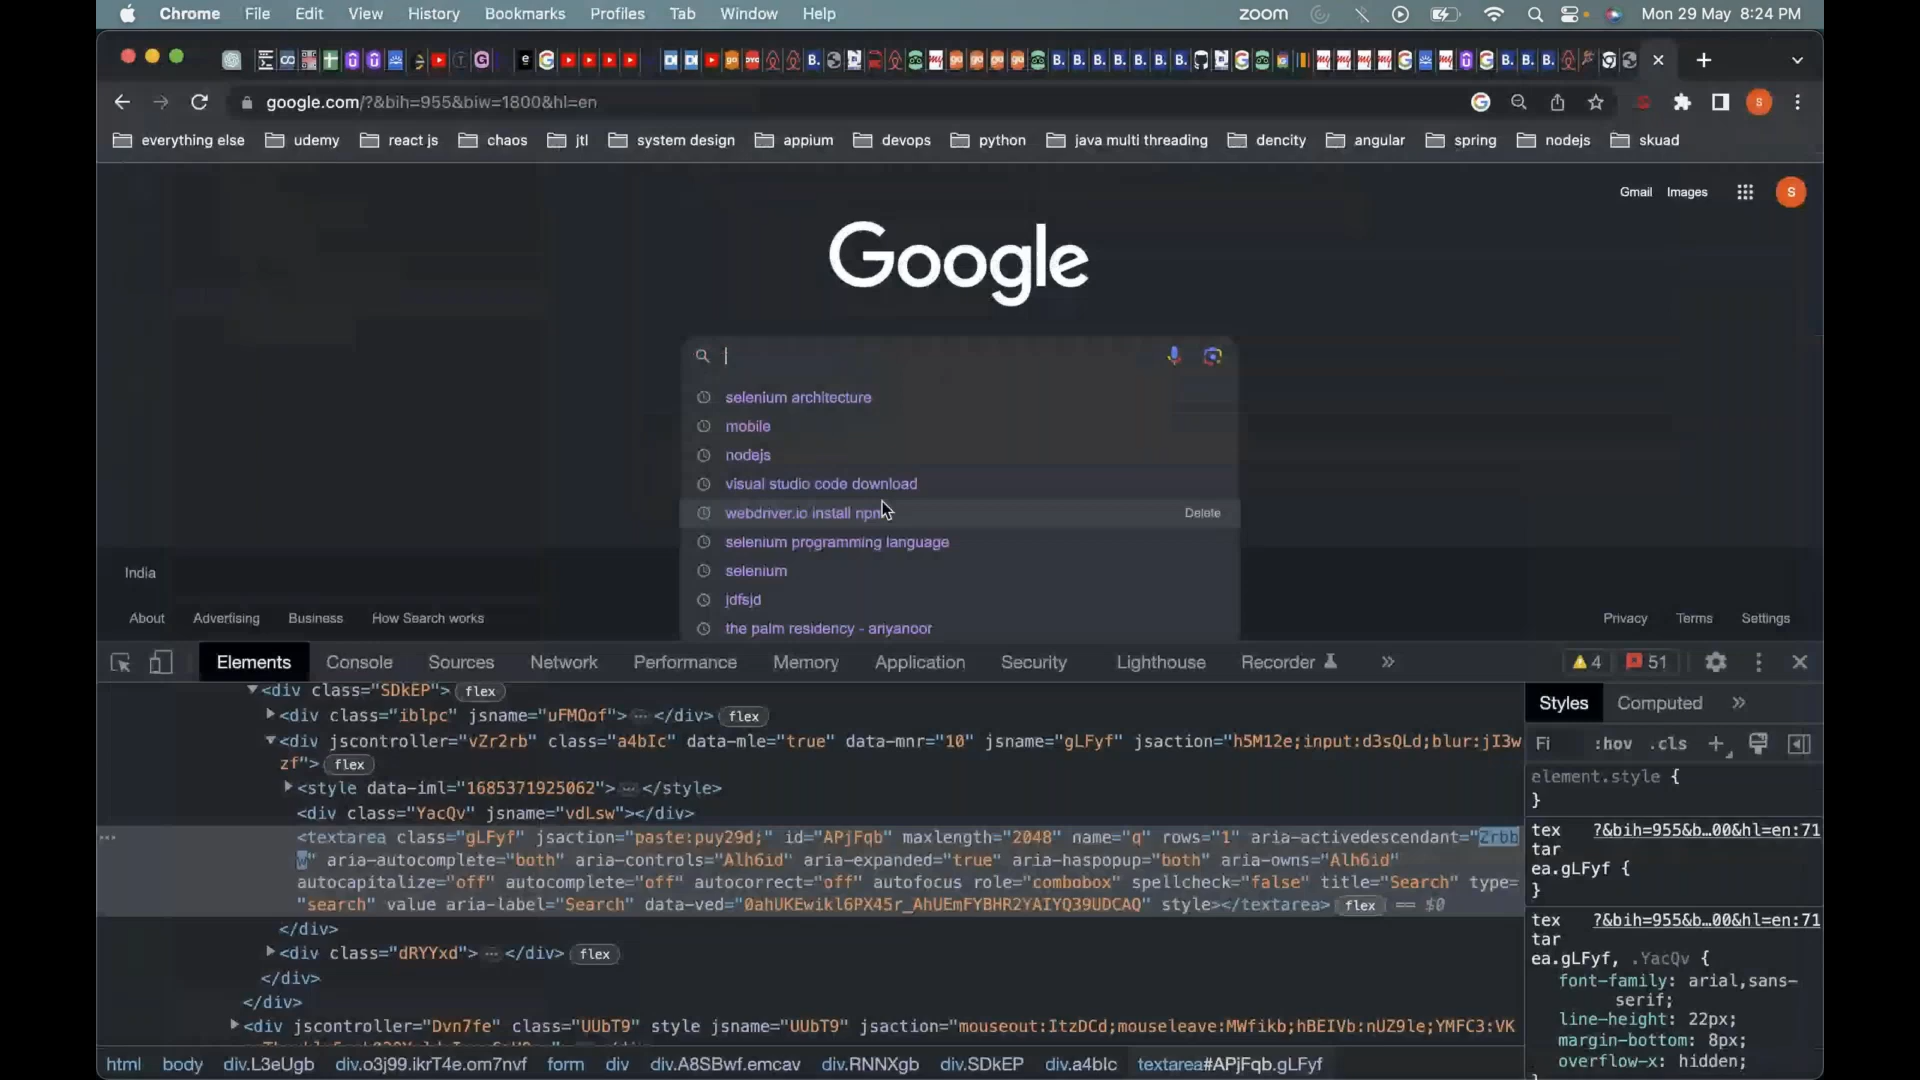 Chrome File Edit View History Bookmarks Profiles Tab Window Help zoom Mon 29 May 8:24 PM
google.com/?&bih=955&biw=1800&hl=en S
everything else udemy react js chaos jtl system design appium devops python java multi threading dencity angular spring nodejs skuad
Gmail Images S
Google
selenium architecture
mobile
nodejs
visual studio code download
webdriver.io install npm Delete
selenium programming language
selenium
jdfsjd
the palm residency - ariyanoor
India
About Advertising Business How Search works Privacy Terms Settings
Elements Console Sources Network Performance Memory Application Security Lighthouse Recorder » 4 51
<div class="SDkEP"> flex
<div class="iblpc" jsname="uFMOof"> ⋯ </div> flex
<div jscontroller="vZr2rb" class="a4bIc" data-mle="true" data-mnr="10" jsname="gLFyf" jsaction="h5M12e;input:d3sQLd;blur:jI3w
zf"> flex
<style data-iml="1685371925062"> ⋯ </style>
<div class="YacQv" jsname="vdLsw"></div>
<textarea class="gLFyf" jsaction="paste:puy29d;" id="APjFqb" maxlength="2048" name="q" rows="1" aria-activedescendant="Zrbb
w" aria-autocomplete="both" aria-controls="Alh6id" aria-expanded="true" aria-haspopup="both" aria-owns="Alh6id"
autocapitalize="off" autocomplete="off" autocorrect="off" autofocus role="combobox" spellcheck="false" title="Search" type=
"search" value aria-label="Search" data-ved="0ahUKEwikl6PX45r_AhUEmFYBHR2YAIYQ39UDCAQ" style></textarea> flex == $0
</div>
<div class="dRYYxd"> ⋯ </div> flex
</div>
</div>
<div jscontroller="Dvn7fe" class="UUbT9" style jsname="UUbT9" jsaction="mouseout:ItzDCd;mouseleave:MWfikb;hBEIVb:nUZ9le;YMFC3:VK
html body div.L3eUgb div.o3j99.ikrT4e.om7nvf form div div.A8SBwf.emcav div.RNNXgb div.SDkEP div.a4bIc textarea#APjFqb.gLFyf
Styles Computed »
Fi :hov .cls +
element.style {
}
tex ?&bih=955&b…00&hl=en:71
tar
ea.gLFyf {
}
tex ?&bih=955&b…00&hl=en:71
tar
ea.gLFyf, .YacQv {
font-family: arial,sans-
serif;
line-height: 22px;
margin-bottom: 8px;
overflow-x: hidden;